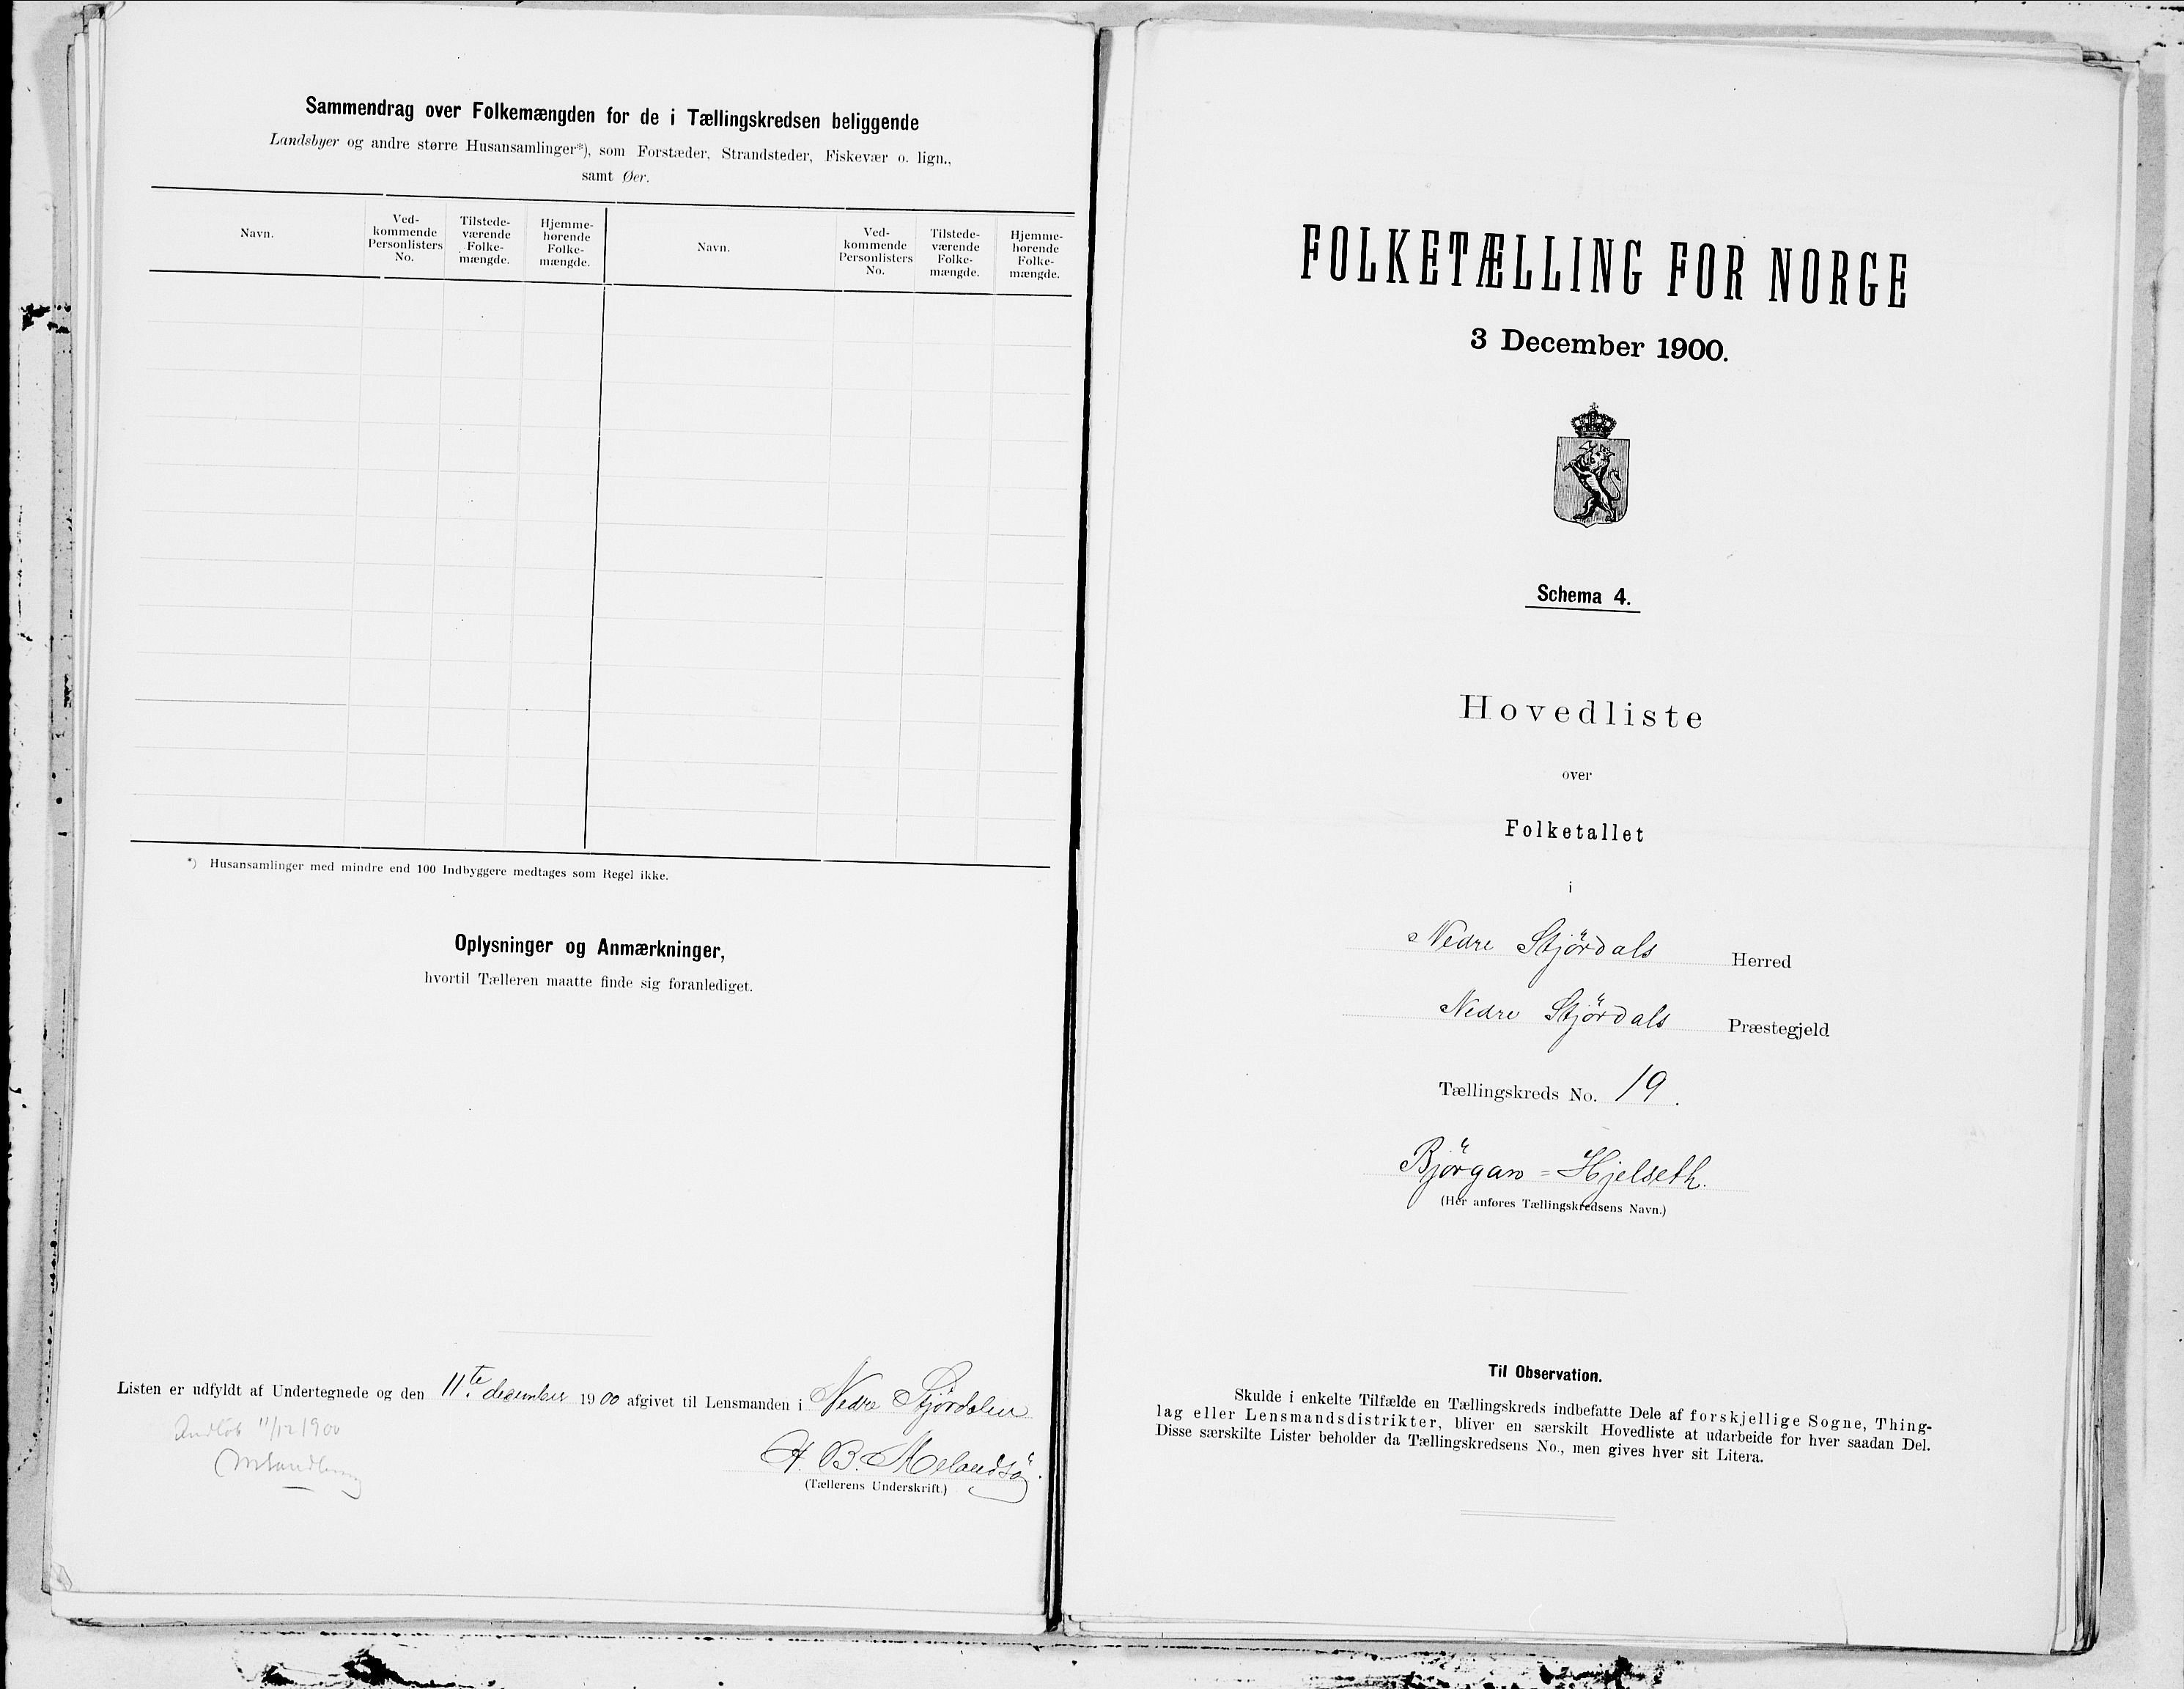 Sammendrag over Folkemængden for de i Tællingskredsen beliggende
Landsbyer og andre større Husansamlinger*), som Forstæder, Strandsteder, Fiskevær o. lign.,
samt Øer.
Navn.
Ved-
kommende
Personlisters
No.
Tilstede-
værende
Folke-
mængde.
Hjemme-
hørende
Folke-
mængde.
Navn.
Ved-
kommende
Personlisters
No.
Tilstede-
værende
Folke-
mængde.
Hjemme-
hørende
Folke-
mængde.
*) Husansamlinger med mindre end 100 Indbyggere medtages som Regel ikke.
Oplysninger og Anmærkninger,
hvortil Tælleren maatte finde sig foranlediget.
Listen er udfyldt af Undertegnede og den 11te december 1900 afgivet til Lensmanden i Nedre Stjørdalen
11/12 1900
H. B.
(Tællerens Underskrift.)
FOLKETÆLLING FOR NORGE
3 December 1900.
Schema 4.
Hovedliste
over
Folketallet
i
Nedre Stjördals Herred
Nedre Stjördals Præstegjeld
Tællingskreds No. 19.
Björgan = Hjelseth.
(Her anføres Tællingskredsens Navn.)
Til Observation.
Skulde i enkelte Tilfælde en Tællingskreds indbefatte Dele af forskjellige Sogne, Thing-
lag eller Lensmandsdistrikter, bliver en særskilt Hovedliste at udarbeide for hver saadan Del.
Disse særskilte Lister beholder da Tællingskredsens No., men gives hver sit Litera.